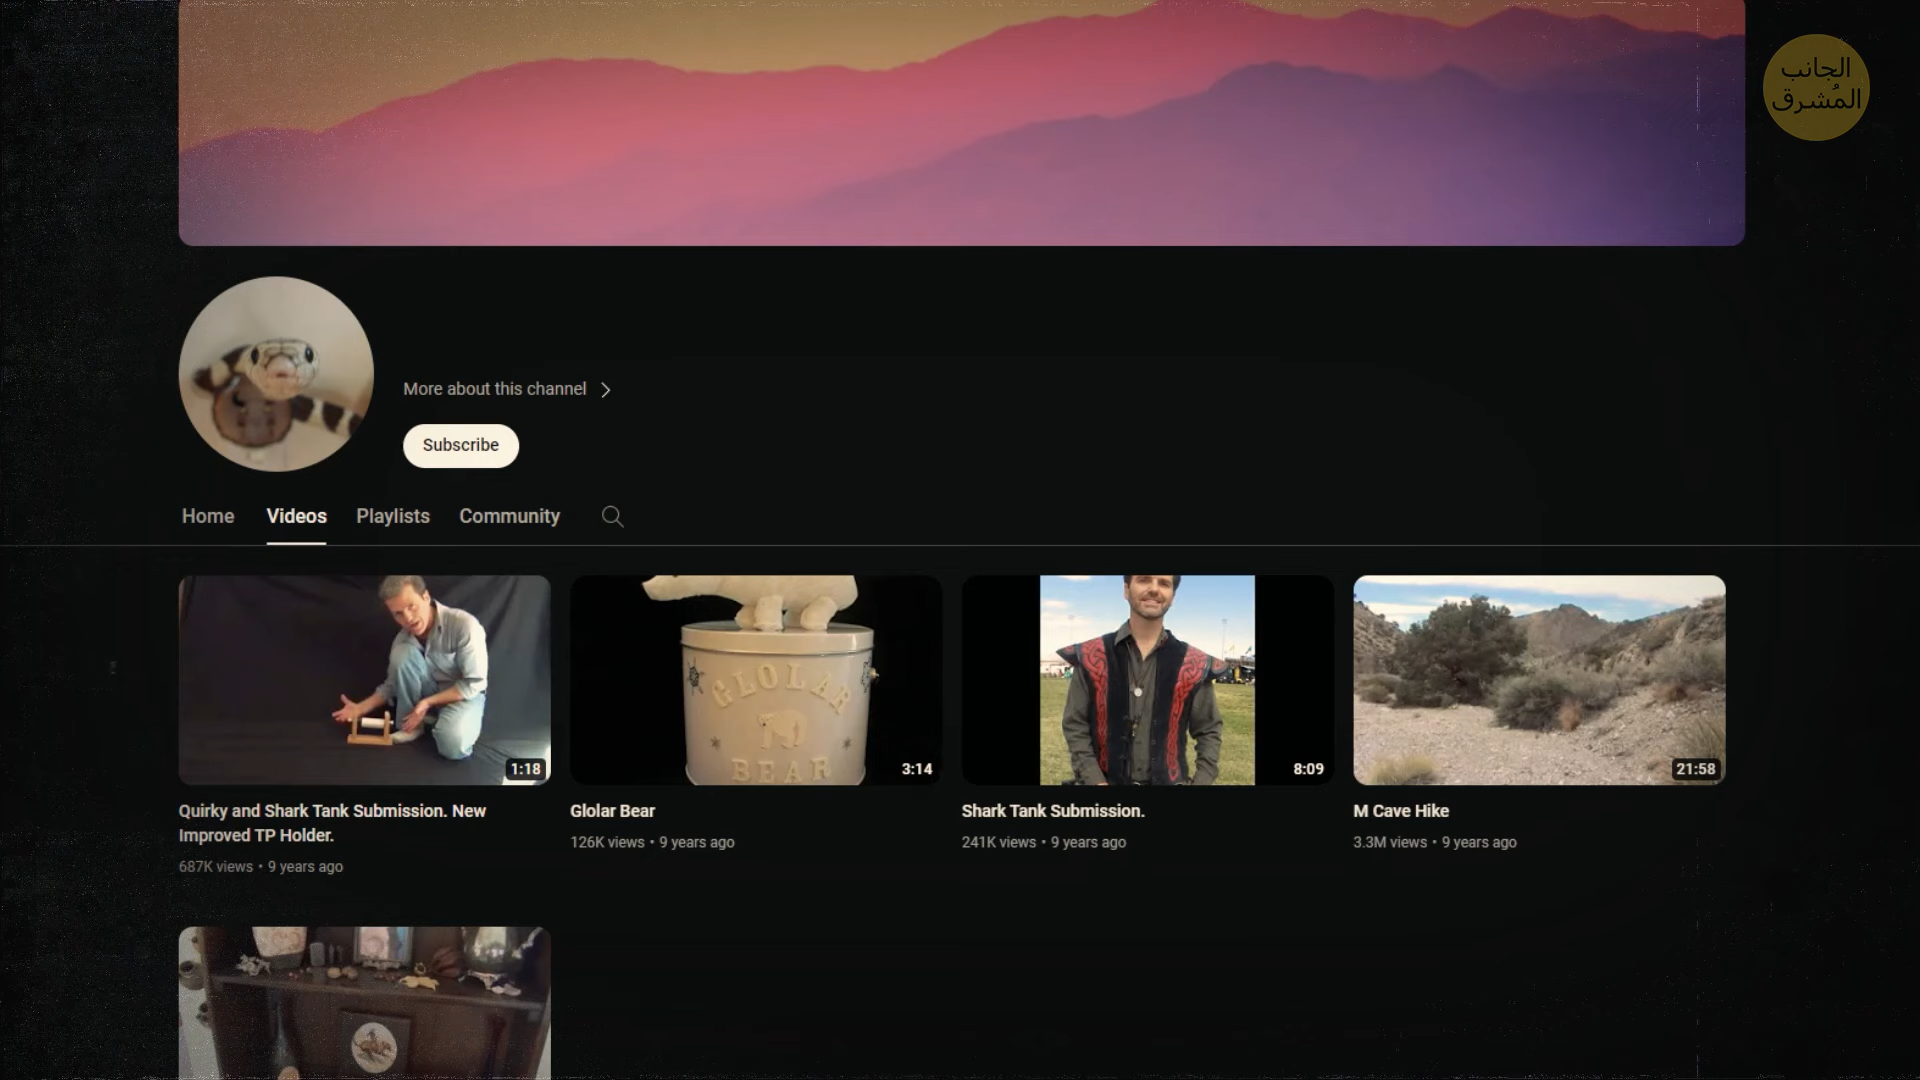 الجانب
المُشرق
More about this channel
Subscribe
Home Videos Playlists Community
1:18
3:14
8:09
21:58
GLOLAR
BEAR
Quirky and Shark Tank Submission. New
Improved TP Holder.
687K views • 9 years ago
Glolar Bear
126K views • 9 years ago
Shark Tank Submission.
241K views • 9 years ago
M Cave Hike
3.3M views • 9 years ago